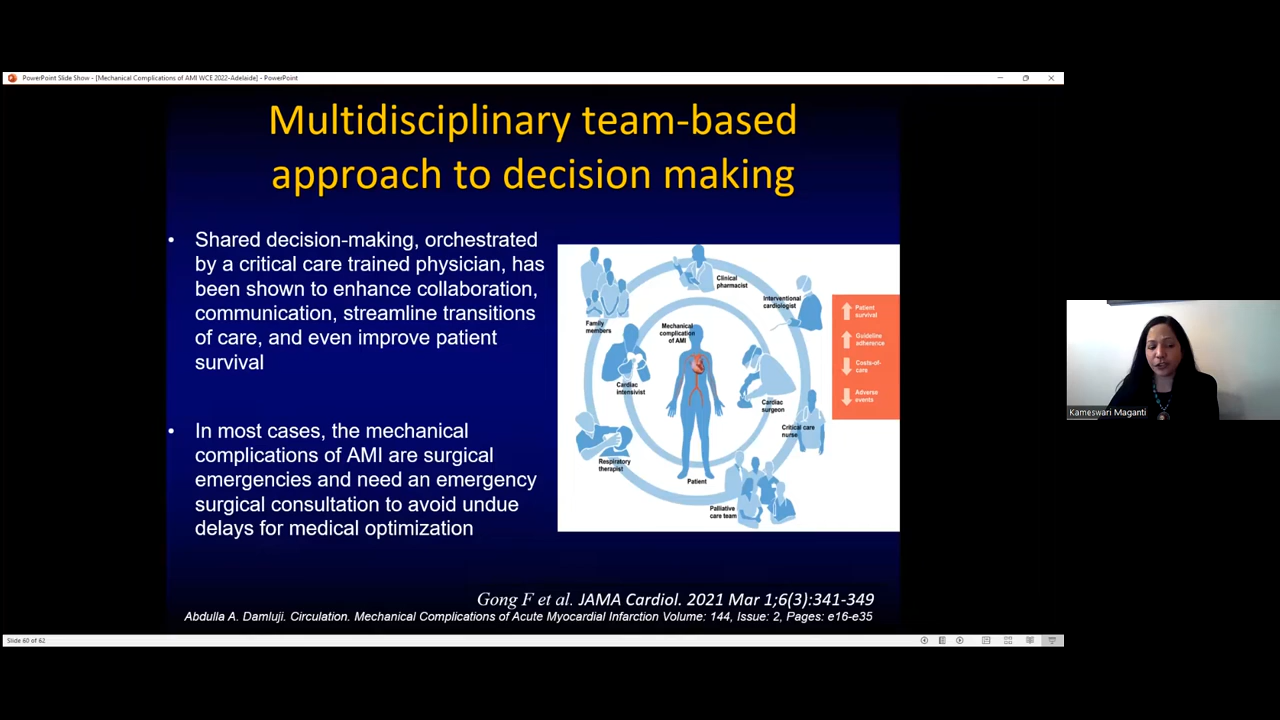 PowerPoint Slide Show - [Mechanical Complications of AMI WCE 2022-Adelaide] - PowerPoint
Multidisciplinary team-based
approach to decision making
• Shared decision-making, orchestrated
by a critical care trained physician, has
been shown to enhance collaboration,
communication, streamline transitions
of care, and even improve patient
survival
• In most cases, the mechanical
complications of AMI are surgical
emergencies and need an emergency
surgical consultation to avoid undue
delays for medical optimization
Clinical
pharmacist
Interventional
cardiologist
Family
members
Mechanical
complication
of AMI
Cardiac
intensivist
Cardiac
surgeon
Critical care
nurse
Respiratory
therapist
Patient
Palliative
care team
Patient
survival
Guideline
adherence
Costs-of-
care
Adverse
events
Gong F et al. JAMA Cardiol. 2021 Mar 1;6(3):341-349
Abdulla A. Damluji. Circulation. Mechanical Complications of Acute Myocardial Infarction Volume: 144, Issue: 2, Pages: e16-e35
Slide 60 of 62
Kameswari Maganti